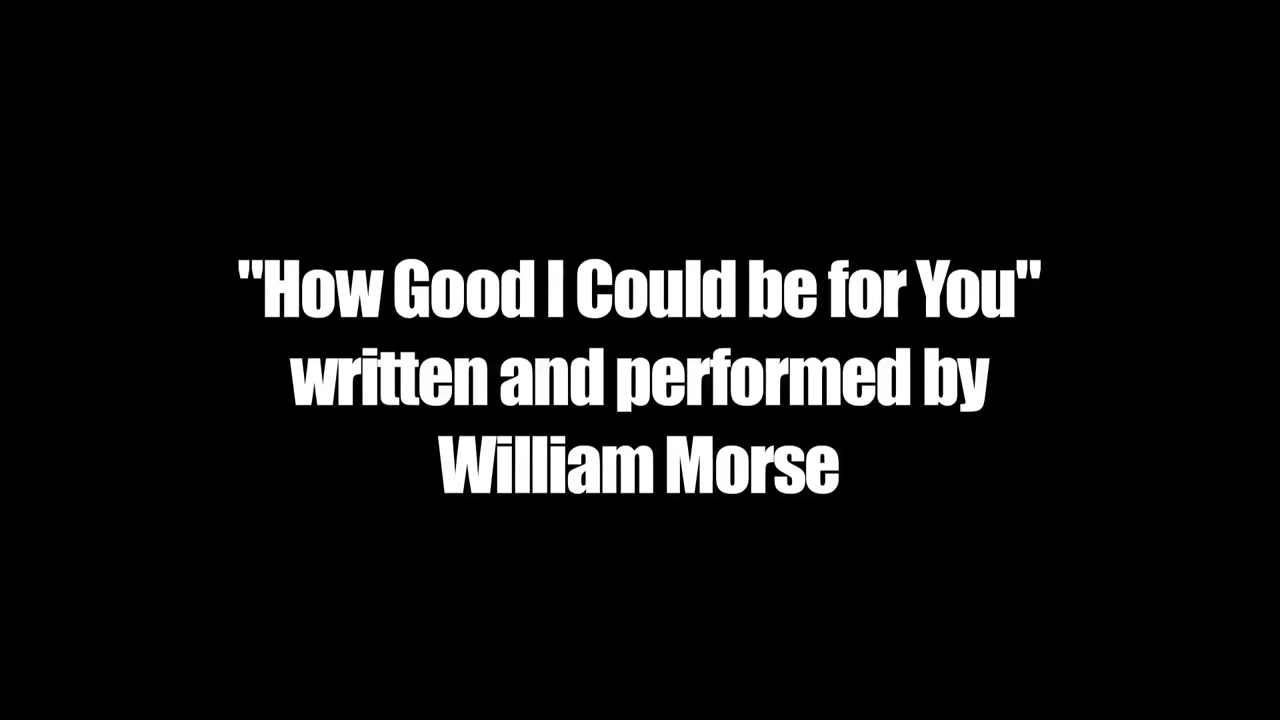 "How Good I Could be for You"
written and performed by
William Morse